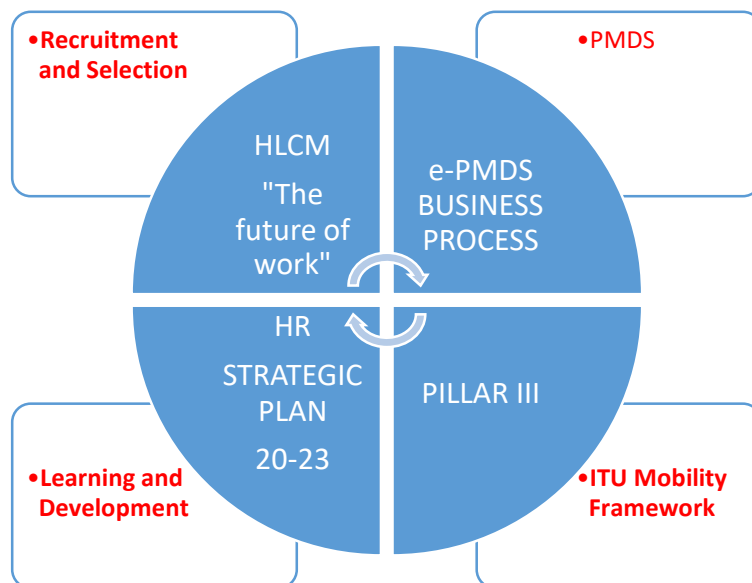 •Recruitment
and Selection
•PMDS
HLCM
"The
future of
work"
e-PMDS
BUSINESS
PROCESS
HR
STRATEGIC
PLAN
20-23
PILLAR III
•Learning and
Development
•ITU Mobility
Framework